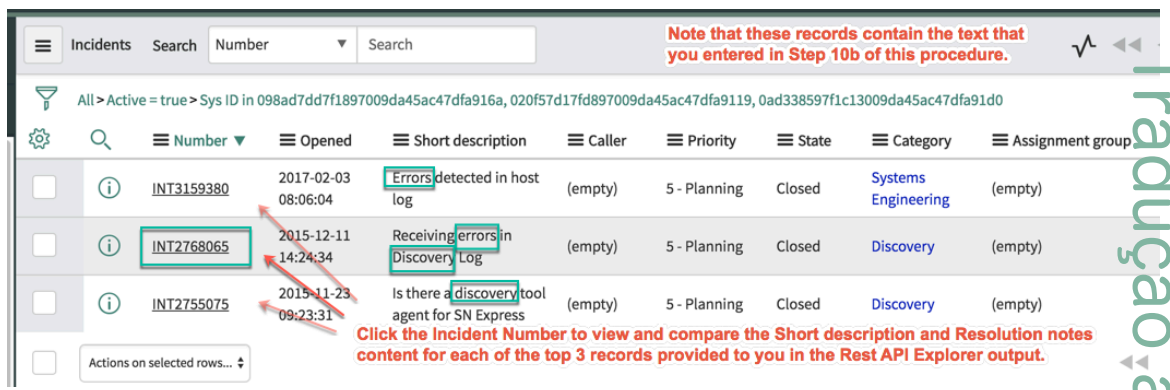 Incidents Search Number Search
Note that these records contain the text that
you entered in Step 10b of this procedure.
All > Active = true > Sys ID in 098ad7dd7f1897009da45ac47dfa916a, 020f57d17fd897009da45ac47dfa9119, 0ad338597f1c13009da45ac47dfa91d0
Number Opened Short description Caller Priority State Category Assignment group
INT3159380 2017-02-03 08:06:04 Errors detected in host log (empty) 5 - Planning Closed Systems Engineering (empty)
INT2768065 2015-12-11 14:24:34 Receiving errors in Discovery Log (empty) 5 - Planning Closed Discovery (empty)
INT2755075 2015-11-23 09:23:31 Is there a discovery tool agent for SN Express (empty) 5 - Planning Closed Discovery (empty)
Click the Incident Number to view and compare the Short description and Resolution notes
content for each of the top 3 records provided to you in the Rest API Explorer output.
Actions on selected rows...
Tradução